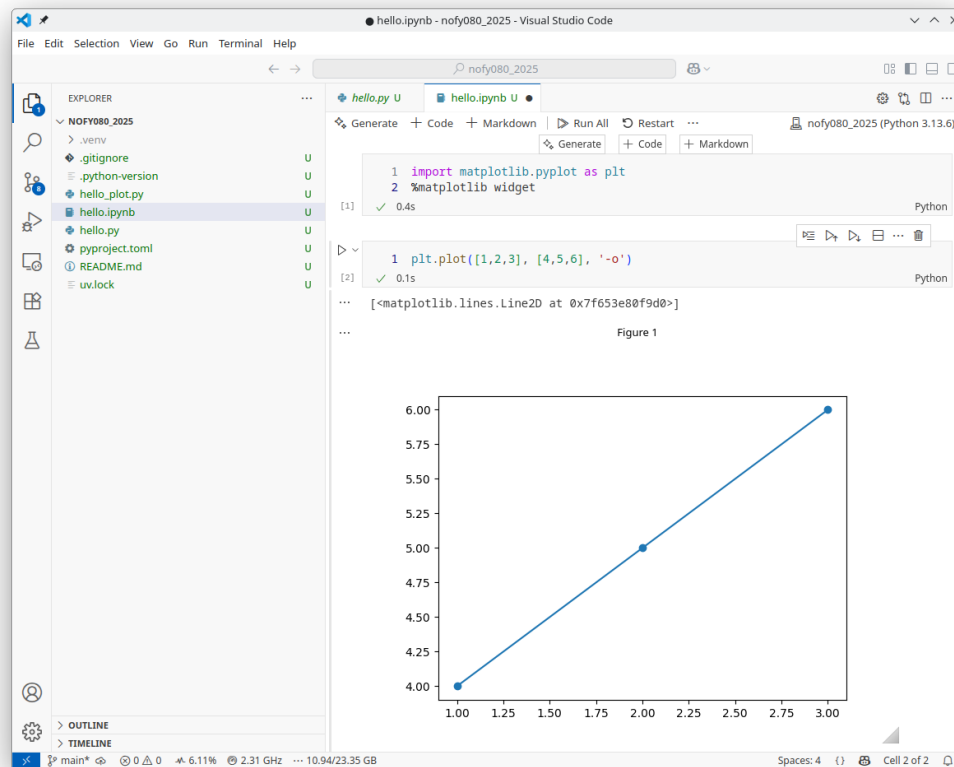 hello.ipynb - nofy080_2025 - Visual Studio Code
File Edit Selection View Go Run Terminal Help
nofy080_2025
EXPLORER
NOFY080_2025
.venv
.gitignore U
.python-version U
hello_plot.py U
hello.ipynb U
hello.py U
pyproject.toml U
README.md U
uv.lock U
OUTLINE
TIMELINE
1
8
hello.py U
hello.ipynb U
Generate + Code + Markdown Run All Restart ... nofy080_2025 (Python 3.13.6)
Generate + Code + Markdown
1 import matplotlib.pyplot as plt
2 %matplotlib widget
[1] ✓ 0.4s Python
1 plt.plot([1,2,3], [4,5,6], '-o')
[2] ✓ 0.1s Python
[<matplotlib.lines.Line2D at 0x7f653e80f9d0>]
Figure 1
6.00
5.75
5.50
5.25
5.00
4.75
4.50
4.25
4.00
1.00 1.25 1.50 1.75 2.00 2.25 2.50 2.75 3.00
main* 0 0 6.11% 2.31 GHz ... 10.94/23.35 GB Spaces: 4 {} Cell 2 of 2